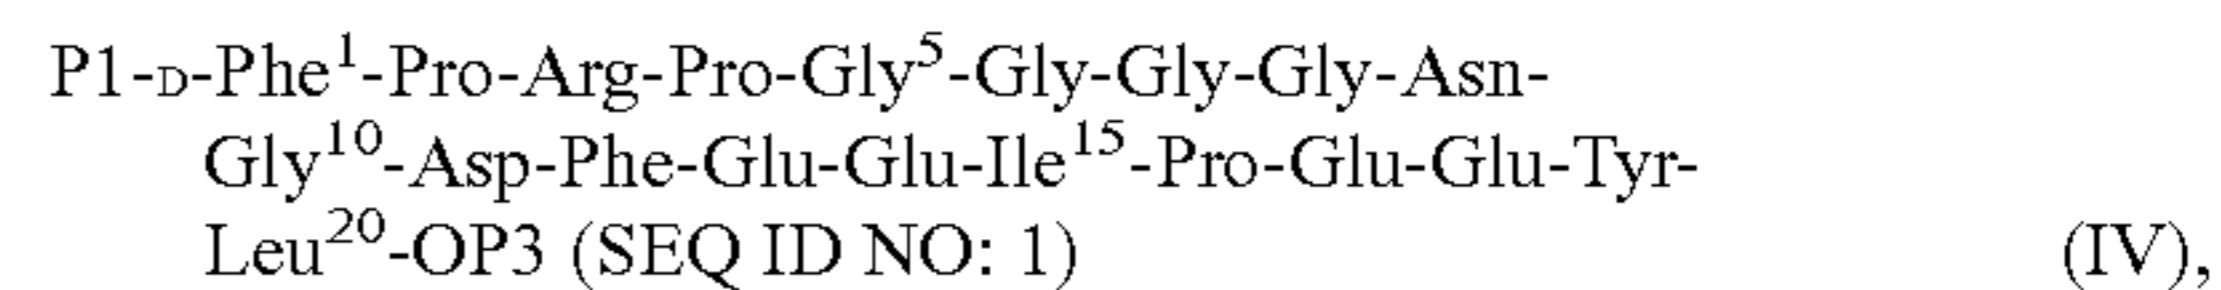 P1-D-Phe¹-Pro-Arg-Pro-Gly⁵-Gly-Gly-Gly-Asn-
Gly¹⁰-Asp-Phe-Glu-Glu-Ile¹⁵-Pro-Glu-Glu-Tyr-
Leu²⁰-OP3 (SEQ ID NO: 1) (IV),